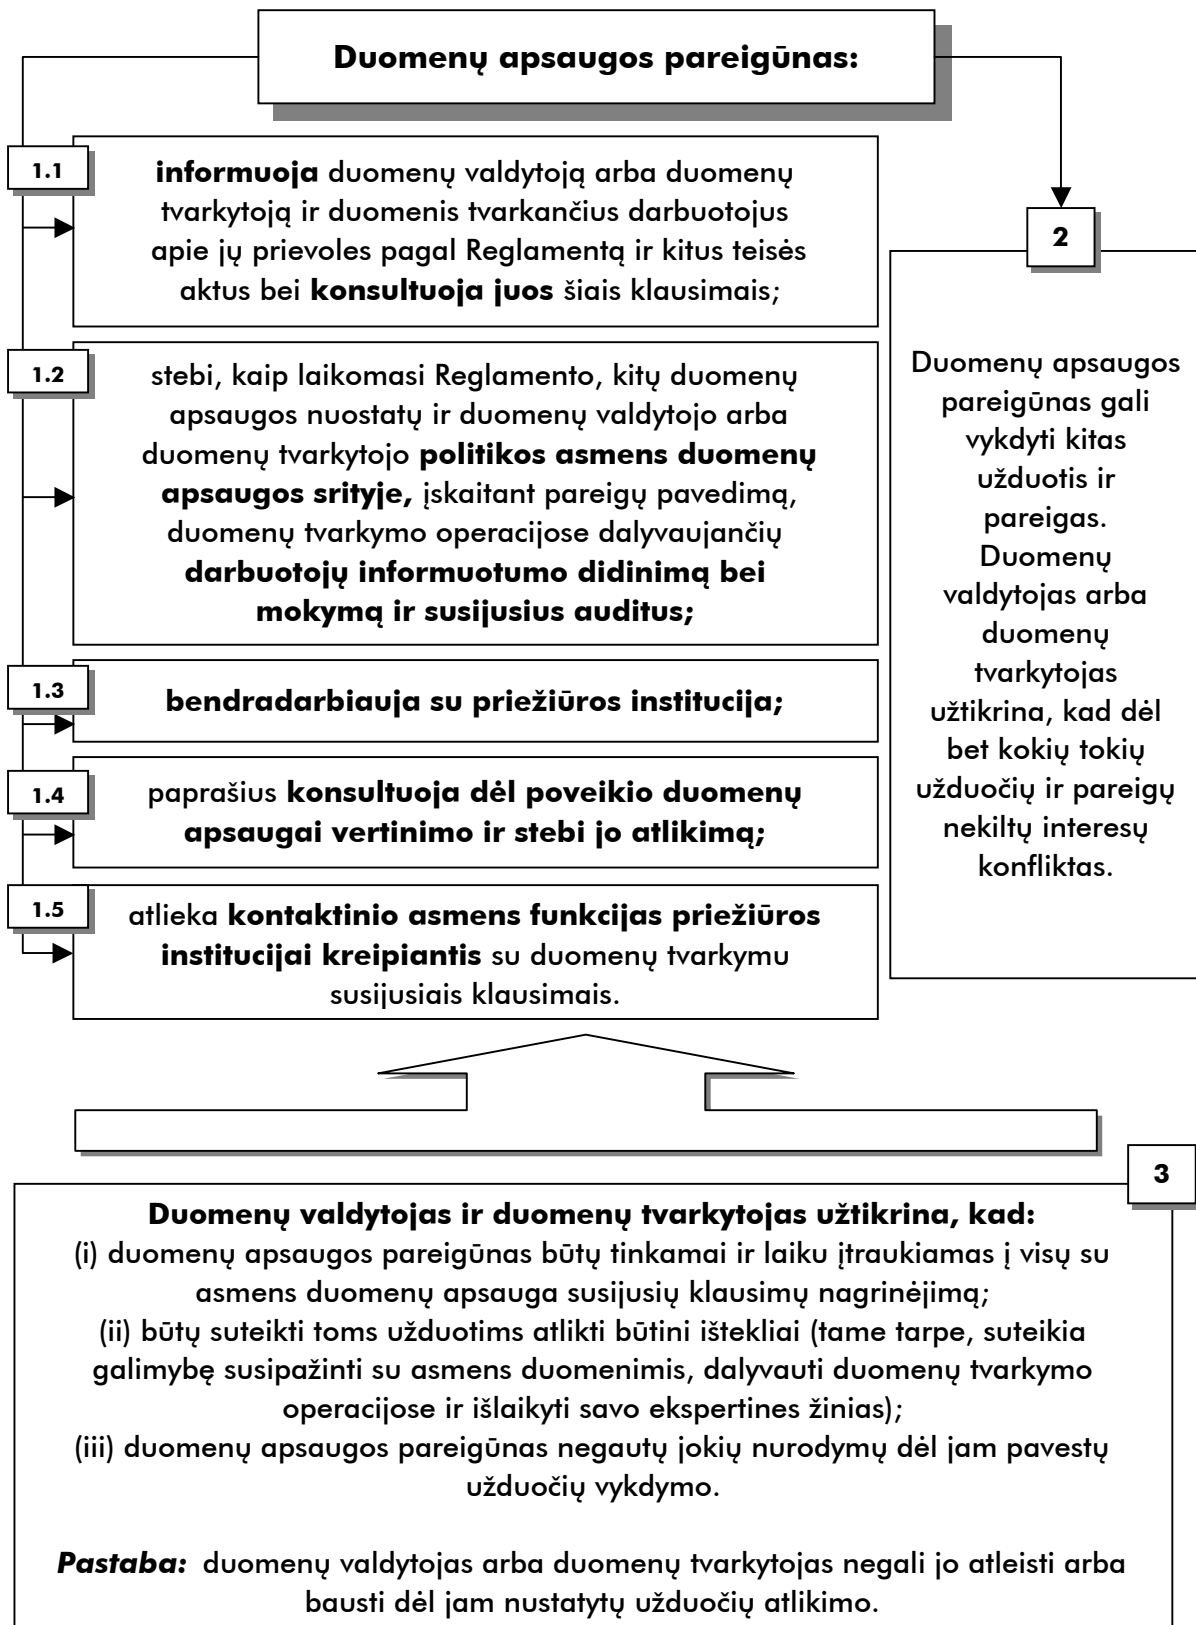 Duomenų apsaugos pareigūnas:
1.1
informuoja duomenų valdytoją arba duomenų
tvarkytoją ir duomenis tvarkančius darbuotojus
apie jų prievoles pagal Reglamentą ir kitus teisės
aktus bei konsultuoja juos šiais klausimais;
1.2
stebi, kaip laikomasi Reglamento, kitų duomenų
apsaugos nuostatų ir duomenų valdytojo arba
duomenų tvarkytojo politikos asmens duomenų
apsaugos srityje, įskaitant pareigų pavedimą,
duomenų tvarkymo operacijose dalyvaujančių
darbuotojų informuotumo didinimą bei
mokymą ir susijusius auditus;
1.3
bendradarbiauja su priežiūros institucija;
1.4
paprašius konsultuoja dėl poveikio duomenų
apsaugai vertinimo ir stebi jo atlikimą;
1.5
atlieka kontaktinio asmens funkcijas priežiūros
institucijai kreipiantis su duomenų tvarkymu
susijusiais klausimais.
2
Duomenų apsaugos
pareigūnas gali
vykdyti kitas
užduotis ir
pareigas.
Duomenų
valdytojas arba
duomenų
tvarkytojas
užtikrina, kad dėl
bet kokių tokių
užduočių ir pareigų
nekiltų interesų
konfliktas.
3
Duomenų valdytojas ir duomenų tvarkytojas užtikrina, kad:
(i) duomenų apsaugos pareigūnas būtų tinkamai ir laiku įtraukiamas į visų su
asmens duomenų apsauga susijusių klausimų nagrinėjimą;
(ii) būtų suteikti toms užduotims atlikti būtini ištekliai (tame tarpe, suteikia
galimybę susipažinti su asmens duomenimis, dalyvauti duomenų tvarkymo
operacijose ir išlaikyti savo ekspertines žinias);
(iii) duomenų apsaugos pareigūnas negautų jokių nurodymų dėl jam pavestų
užduočių vykdymo.
Pastaba: duomenų valdytojas arba duomenų tvarkytojas negali jo atleisti arba
bausti dėl jam nustatytų užduočių atlikimo.